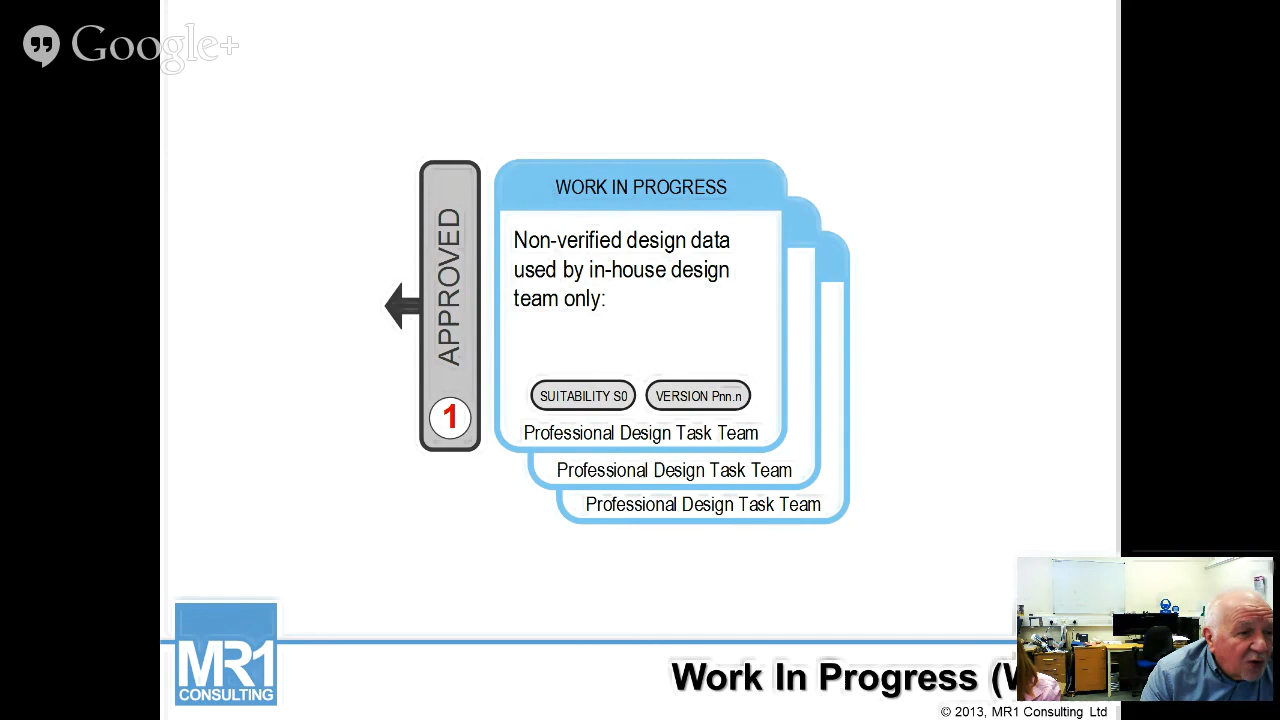 Google+
WORK IN PROGRESS
Non-verified design data
used by in-house design
team only:
APPROVED
1
SUITABILITY S0
VERSION Pnn.n
Professional Design Task Team
Professional Design Task Team
Professional Design Task Team
MR1
CONSULTING
Work In Progress (W
© 2013, MR1 Consulting Ltd